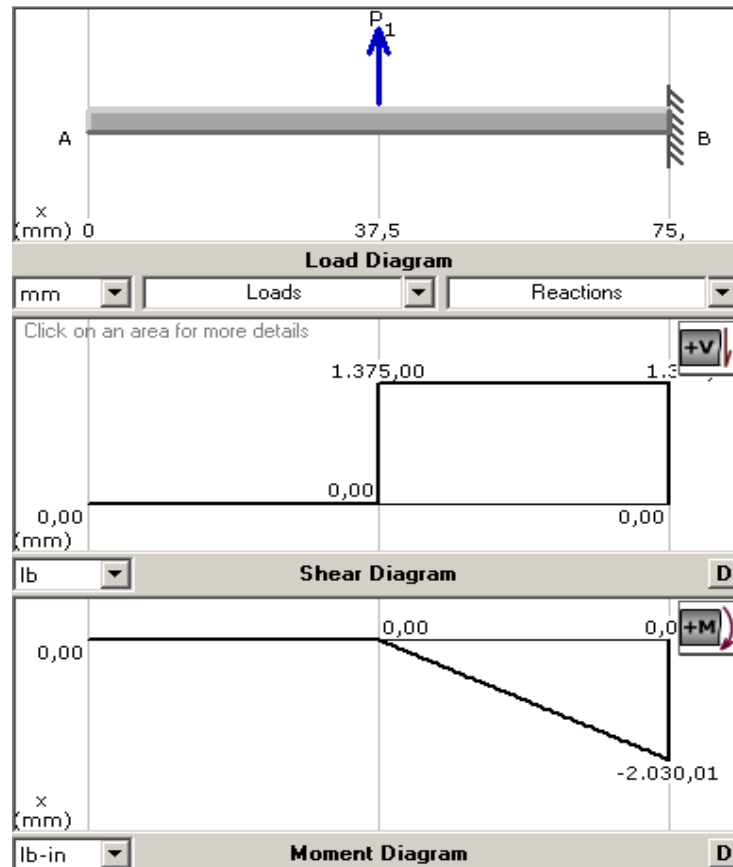 P1
A
B
x
(mm) 0 37,5 75,
Load Diagram
mm Loads Reactions
Click on an area for more details
+V
1.375,00 1.3
0,00
0,00 0,00
(mm)
lb Shear Diagram D
0,00 0,0 +M
0,00
-2.030,01
x
(mm)
lb-in Moment Diagram D